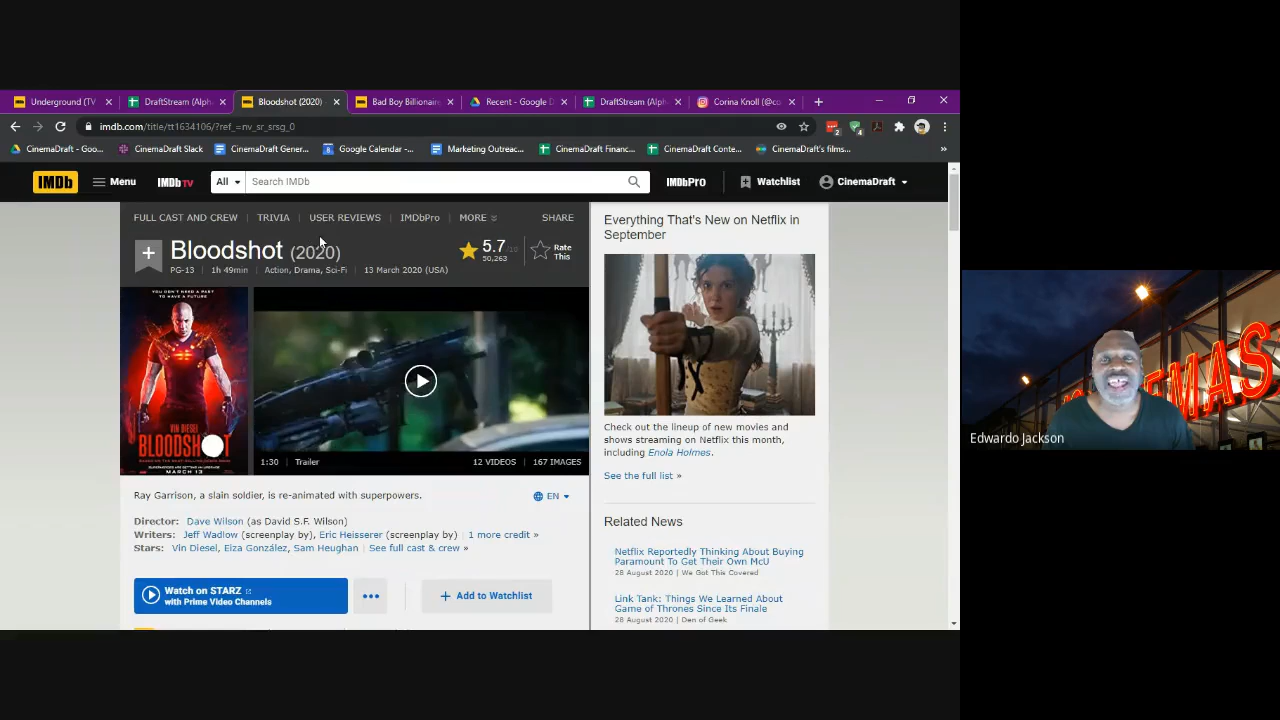 Underground (TV
DraftStream (Alph
Bloodshot (2020)
Bad Boy Billionair
Recent - Google D
DraftStream (Alph
Corina Knoll (@co
imdb.com/title/tt1634106/?ref_=nv_sr_srsg_0
2
4
CinemaDraft - Goo...
CinemaDraft Slack
CinemaDraft Gener...
Google Calendar -...
Marketing Outreac...
CinemaDraft Financ...
CinemaDraft Conte...
CinemaDraft's films...
»
IMDb
Menu
IMDbTV
All
Search IMDb
IMDbPro
Watchlist
CinemaDraft
FULL CAST AND CREW
TRIVIA
USER REVIEWS
IMDbPro
MORE
SHARE
Bloodshot (2020)
5.7/10
50,263
Rate
This
PG-13 | 1h 49min | Action, Drama, Sci-Fi | 13 March 2020 (USA)
YOU DON'T NEED A PAST
TO HAVE A FUTURE
VIN DIESEL
BLOODSHOT
MARCH 13
1:30 | Trailer
12 VIDEOS | 167 IMAGES
Ray Garrison, a slain soldier, is re-animated with superpowers.
EN
Director: Dave Wilson (as David S.F. Wilson)
Writers: Jeff Wadlow (screenplay by), Eric Heisserer (screenplay by) | 1 more credit »
Stars: Vin Diesel, Eiza González, Sam Heughan | See full cast & crew »
Watch on STARZ
with Prime Video Channels
Add to Watchlist
Everything That's New on Netflix in
September
Check out the lineup of new movies and
shows streaming on Netflix this month,
including Enola Holmes.
See the full list »
Related News
Netflix Reportedly Thinking About Buying
Paramount To Get Their Own McU
28 August 2020 | We Got This Covered
Link Tank: Things We Learned About
Game of Thrones Since Its Finale
28 August 2020 | Den of Geek
EMAS
Edwardo Jackson